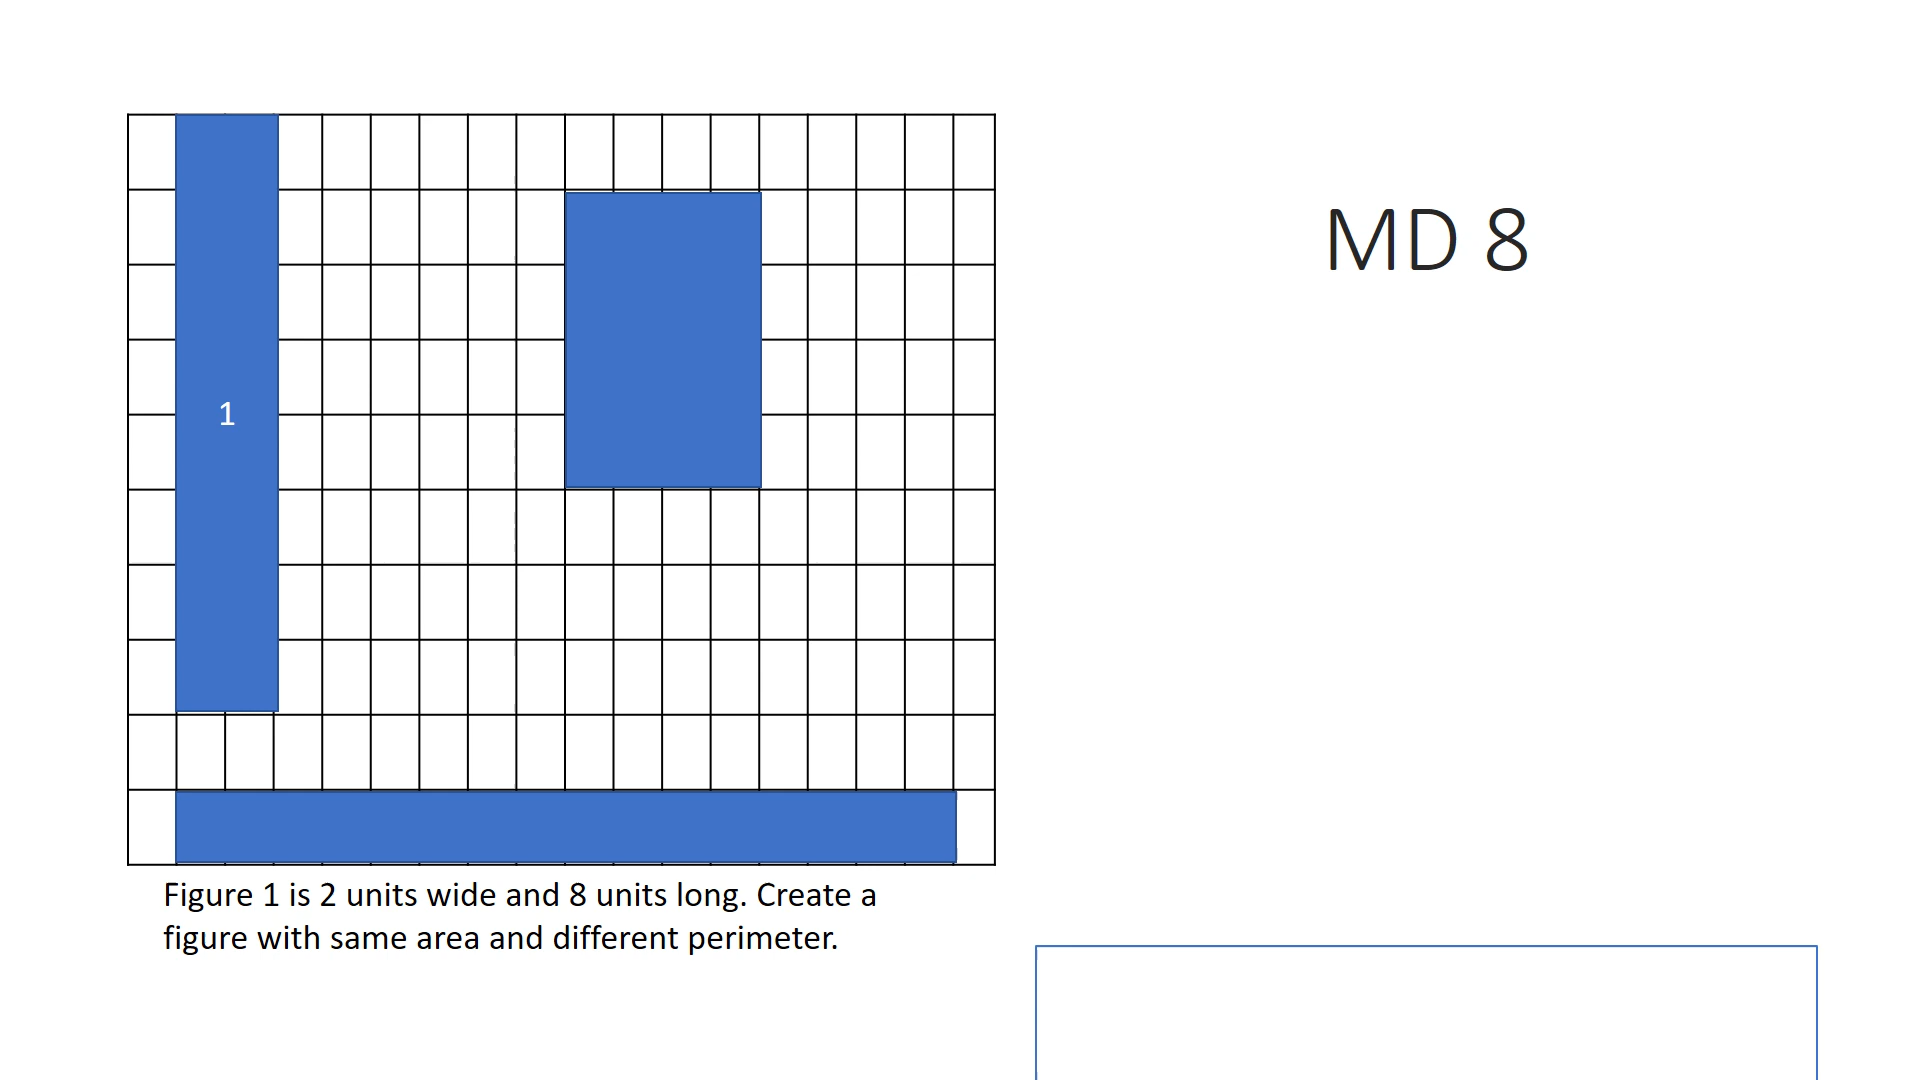 MD 8
1
Figure 1 is 2 units wide and 8 units long. Create a
figure with same area and different perimeter.